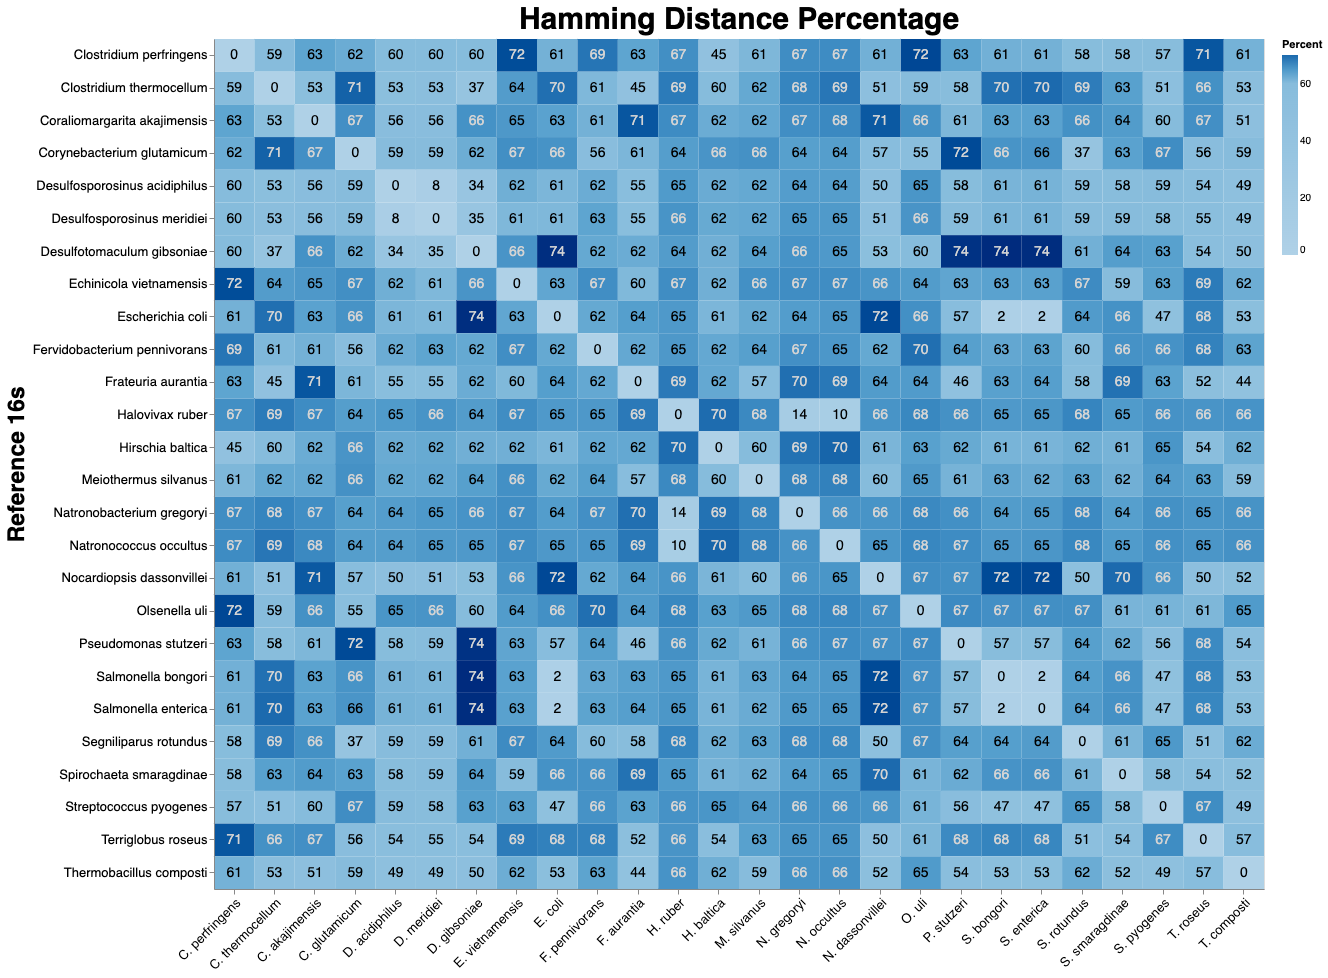 Hamming Distance Percentage
Clostridium perfringens 0 59 63 62 60 60 60 72 61 69 63 67 45 61 67 67 61 72 63 61 61 58 58 57 71 61
Clostridium thermocellum 59 0 53 71 53 53 37 64 70 61 45 69 60 62 68 69 51 59 58 70 70 69 63 51 66 53
Coraliomargarita akajimensis 63 53 0 67 56 56 66 65 63 61 71 67 62 62 67 68 71 66 61 63 63 66 64 60 67 51
Corynebacterium glutamicum 62 71 67 0 59 59 62 67 66 56 61 64 66 66 64 64 57 55 72 66 66 37 63 67 56 59
Desulfosporosinus acidiphilus 60 53 56 59 0 8 34 62 61 62 55 65 62 62 64 64 50 65 58 61 61 59 58 59 54 49
Desulfosporosinus meridiei 60 53 56 59 8 0 35 61 61 63 55 66 62 62 65 65 51 66 59 61 61 59 59 58 55 49
Desulfotomaculum gibsoniae 60 37 66 62 34 35 0 66 74 62 62 64 62 64 66 65 53 60 74 74 74 61 64 63 54 50
Echinicola vietnamensis 72 64 65 67 62 61 66 0 63 67 60 67 62 66 67 67 66 64 63 63 63 67 59 63 69 62
Escherichia coli 61 70 63 66 61 61 74 63 0 62 64 65 61 62 64 65 72 66 57 2 2 64 66 47 68 53
Fervidobacterium pennivorans 69 61 61 56 62 63 62 67 62 0 62 65 62 64 67 65 62 70 64 63 63 60 66 66 68 63
Frateuria aurantia 63 45 71 61 55 55 62 60 64 62 0 69 62 57 70 69 64 64 46 63 64 58 69 63 52 44
Halovivax ruber 67 69 67 64 65 66 64 67 65 65 69 0 70 68 14 10 66 68 66 65 65 68 65 66 66 66
Hirschia baltica 45 60 62 66 62 62 62 62 61 62 62 70 0 60 69 70 61 63 62 61 61 62 61 65 54 62
Meiothermus silvanus 61 62 62 66 62 62 64 66 62 64 57 68 60 0 68 68 60 65 61 63 62 63 62 64 63 59
Natronobacterium gregoryi 67 68 67 64 64 65 66 67 64 67 70 14 69 68 0 66 66 68 66 64 65 68 64 66 65 66
Natronococcus occultus 67 69 68 64 64 65 65 67 65 65 69 10 70 68 66 0 65 68 67 65 65 68 65 66 65 66
Nocardiopsis dassonvillei 61 51 71 57 50 51 53 66 72 62 64 66 61 60 66 65 0 67 67 72 72 50 70 66 50 52
Olsenella uli 72 59 66 55 65 66 60 64 66 70 64 68 63 65 68 68 67 0 67 67 67 67 61 61 61 65
Pseudomonas stutzeri 63 58 61 72 58 59 74 63 57 64 46 66 62 61 66 67 67 67 0 57 57 64 62 56 68 54
Salmonella bongori 61 70 63 66 61 61 74 63 2 63 63 65 61 63 64 65 72 67 57 0 2 64 66 47 68 53
Salmonella enterica 61 70 63 66 61 61 74 63 2 63 64 65 61 62 65 65 72 67 57 2 0 64 66 47 68 53
Segniliparus rotundus 58 69 66 37 59 59 61 67 64 60 58 68 62 63 68 68 50 67 64 64 64 0 61 65 51 62
Spirochaeta smaragdinae 58 63 64 63 58 59 64 59 66 66 69 65 61 62 64 65 70 61 62 66 66 61 0 58 54 52
Streptococcus pyogenes 57 51 60 67 59 58 63 63 47 66 63 66 65 64 66 66 66 61 56 47 47 65 58 0 67 49
Terriglobus roseus 71 66 67 56 54 55 54 69 68 68 52 66 54 63 65 65 50 61 68 68 68 51 54 67 0 57
Thermobacillus composti 61 53 51 59 49 49 50 62 53 63 44 66 62 59 66 66 52 65 54 53 53 62 52 49 57 0
C. perfringens C. thermocellum C. akajimensis C. glutamicum D. acidiphilus D. meridiei D. gibsoniae E. vietnamensis E. coli F. pennivorans F. aurantia H. ruber H. baltica M. silvanus N. gregoryi N. occultus N. dassonvillei O. uli P. stutzeri S. bongori S. enterica S. rotundus S. smaragdinae S. pyogenes T. roseus T. composti
Reference 16s
Percent
60
40
20
0